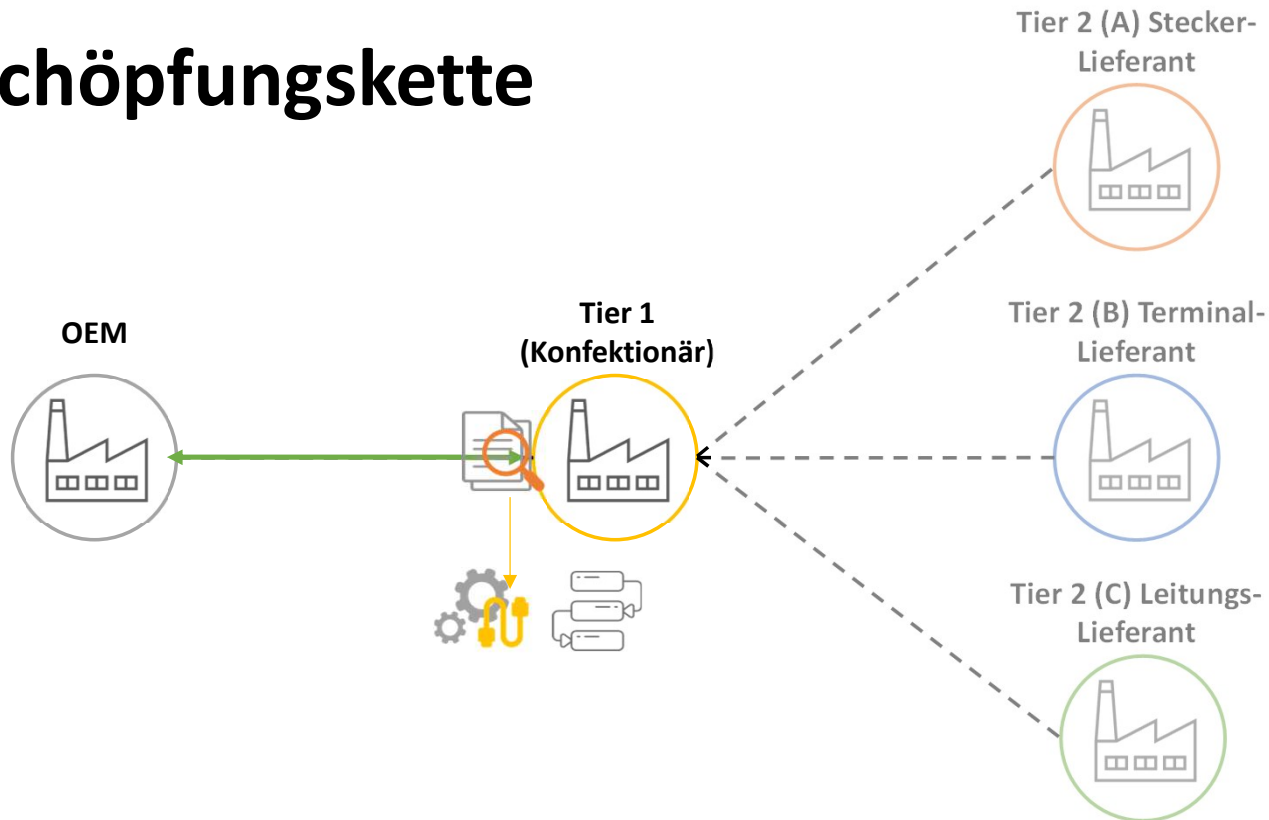 chöpfungskette
Tier 2 (A) Stecker-
Lieferant
OEM
Tier 1
(Konfektionär)
Tier 2 (B) Terminal-
Lieferant
Tier 2 (C) Leitungs-
Lieferant